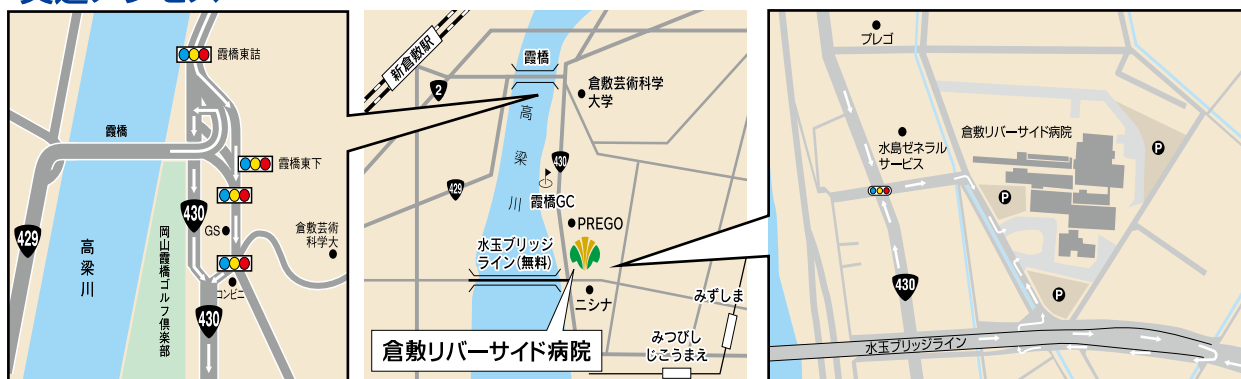 霞橋東詰
霞橋
霞橋東下
429
430
GS
倉敷芸術
科学大
高梁川
岡山霞橋ゴルフ倶楽部
コンビニ
430
新倉敷駅
霞橋
2
倉敷芸術科学
大学
高梁川
430
429
霞橋GC
PREGO
水玉ブリッジ
ライン(無料)
ニシナ
みずしま
みつびし
じこうまえ
倉敷リバーサイド病院
プレゴ
水島ゼネラル
サービス
倉敷リバーサイド病院
P
P
P
430
水玉ブリッジライン